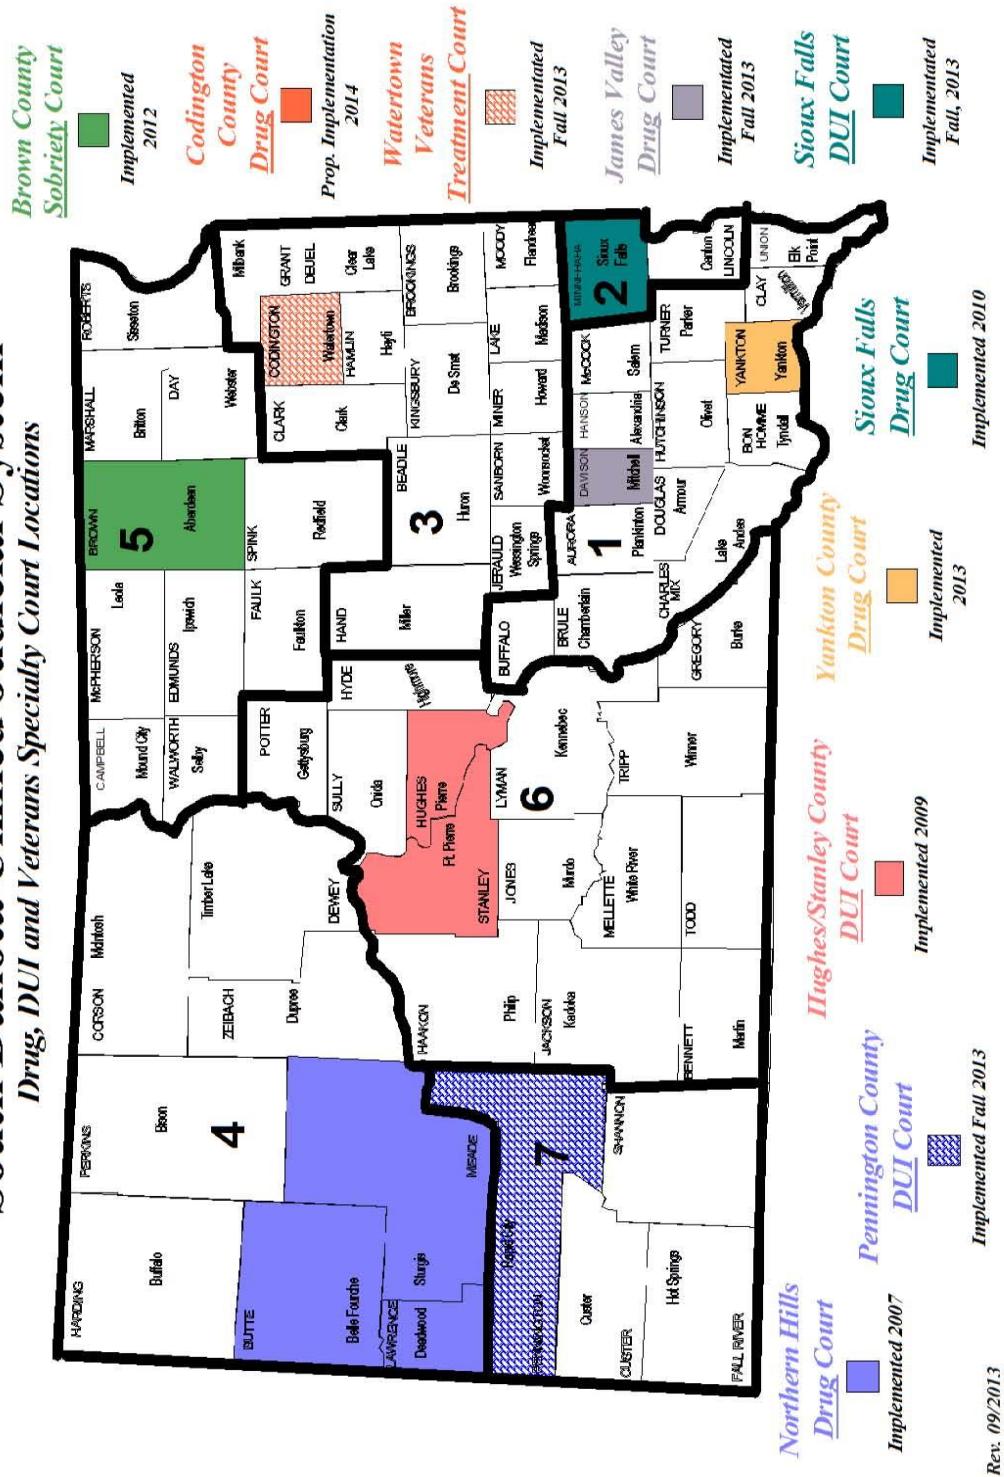 South Dakota Unified Judicial System
Drug, DUI and Veterans Specialty Court Locations
HARDING
Buffalo
PERKINS
Bison
CORSON
McIntosh
CAMPBELL
Mound City
McPHERSON
Leola
BROWN
5
Aberdeen
MARSHALL
Britton
ROBERTS
Sisseton
BUTTE
Belle Fourche
4
ZEIBACH
Dupree
Timber Lake
DEWEY
WALWORTH
Selby
EDMUNDS
Ipswich
DAY
Webster
Milbank
GRANT
POTTER
Gettysburg
FAULK
Faulkton
SPINK
Redfield
CLARK
Clark
CODINGTON
Watertown
DEUEL
Clear
Lake
HAMLIN
Hayti
LAWRENCE
Deadwood
Sturgis
MEADE
HAAKON
Philip
STANLEY
Ft. Pierre
HUGHES
Pierre
SULLY
Onida
HYDE
Highmore
HAND
Miller
BEADLE
3
Huron
KINGSBURY
De Smet
BROOKINGS
Brookings
PENNINGTON
Rapid City
7
JACKSON
Kadoka
JONES
Murdo
LYMAN
6
Kennebec
BUFFALO
JERAULD
Wessington
Springs
SANBORN
Woonsocket
MINER
Howard
LAKE
Madison
MOODY
Flandreau
CUSTER
Custer
SHANNON
MELLETTE
White River
TRIPP
Winner
BRULE
Chamberlain
AURORA
1
Plankinton
DAVISON
Mitchell
HANSON
Alexandria
McCOOK
Salem
MINNEHAHA
2
Sioux
Falls
FALL RIVER
Hot Springs
BENNETT
Martin
TODD
GREGORY
Burke
CHARLES
MIX
Lake
Andes
DOUGLAS
Armour
HUTCHINSON
Olivet
TURNER
Parker
Canton
LINCOLN
BON
HOMME
Tyndall
YANKTON
Yankton
CLAY
Vermillion
UNION
Elk
Point
Brown County
Sobriety Court
Implemented
2012
Codington
County
Drug Court
Prop. Implementation
2014
Watertown
Veterans
Treatment Court
Implementated
Fall 2013
James Valley
Drug Court
Implementated
Fall 2013
Sioux Falls
DUI Court
Implementated
Fall, 2013
Northern Hills
Drug Court
Implemented 2007
Pennington County
DUI Court
Implemented Fall 2013
Hughes/Stanley County
DUI Court
Implemented 2009
Yankton County
Drug Court
Implemented
2013
Sioux Falls
Drug Court
Implemented 2010
Rev. 09/2013